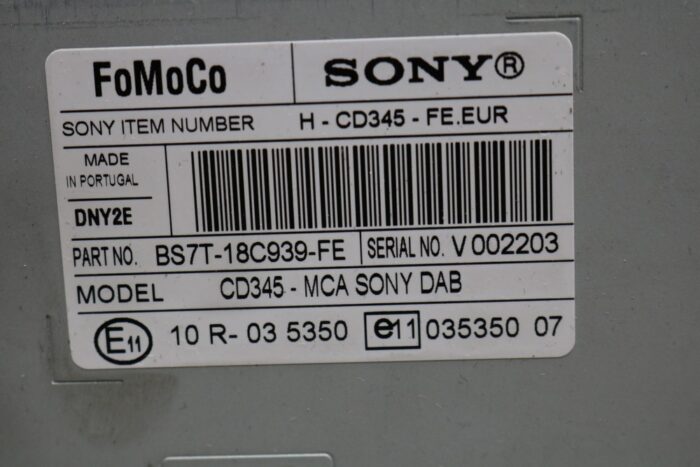 FoMoCo SONY®
SONY ITEM NUMBER H - CD345 - FE.EUR
MADE
IN PORTUGAL
DNY2E
PART NO. BS7T-18C939-FE SERIAL NO. V 002203
MODEL CD345 - MCA SONY DAB
E11 10 R- 03 5350 e11 035350 07